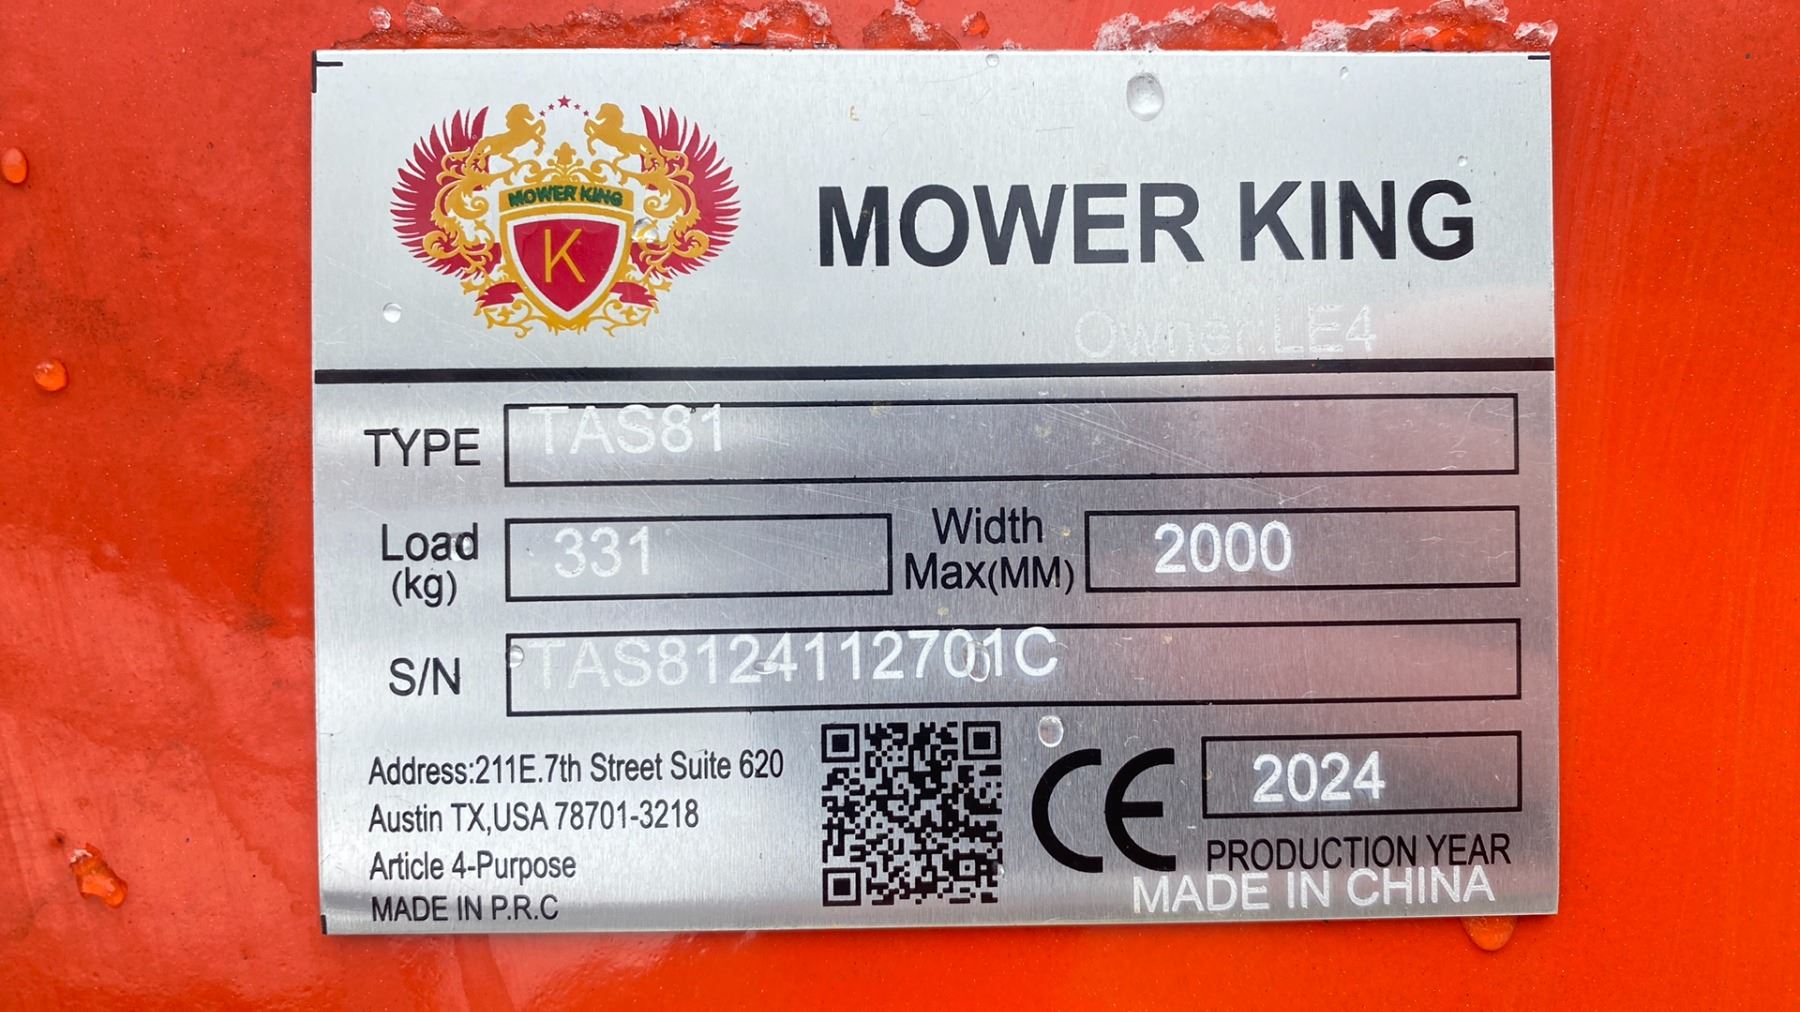 MOWER KING
K
MOWER KING
Owner:LE4
TYPE TAS81
Load (kg) 331
Width Max(MM) 2000
S/N TAS8124112701C
Address:211E.7th Street Suite 620
Austin TX,USA 78701-3218
Article 4-Purpose
MADE IN P.R.C
CE
2024
PRODUCTION YEAR
MADE IN CHINA